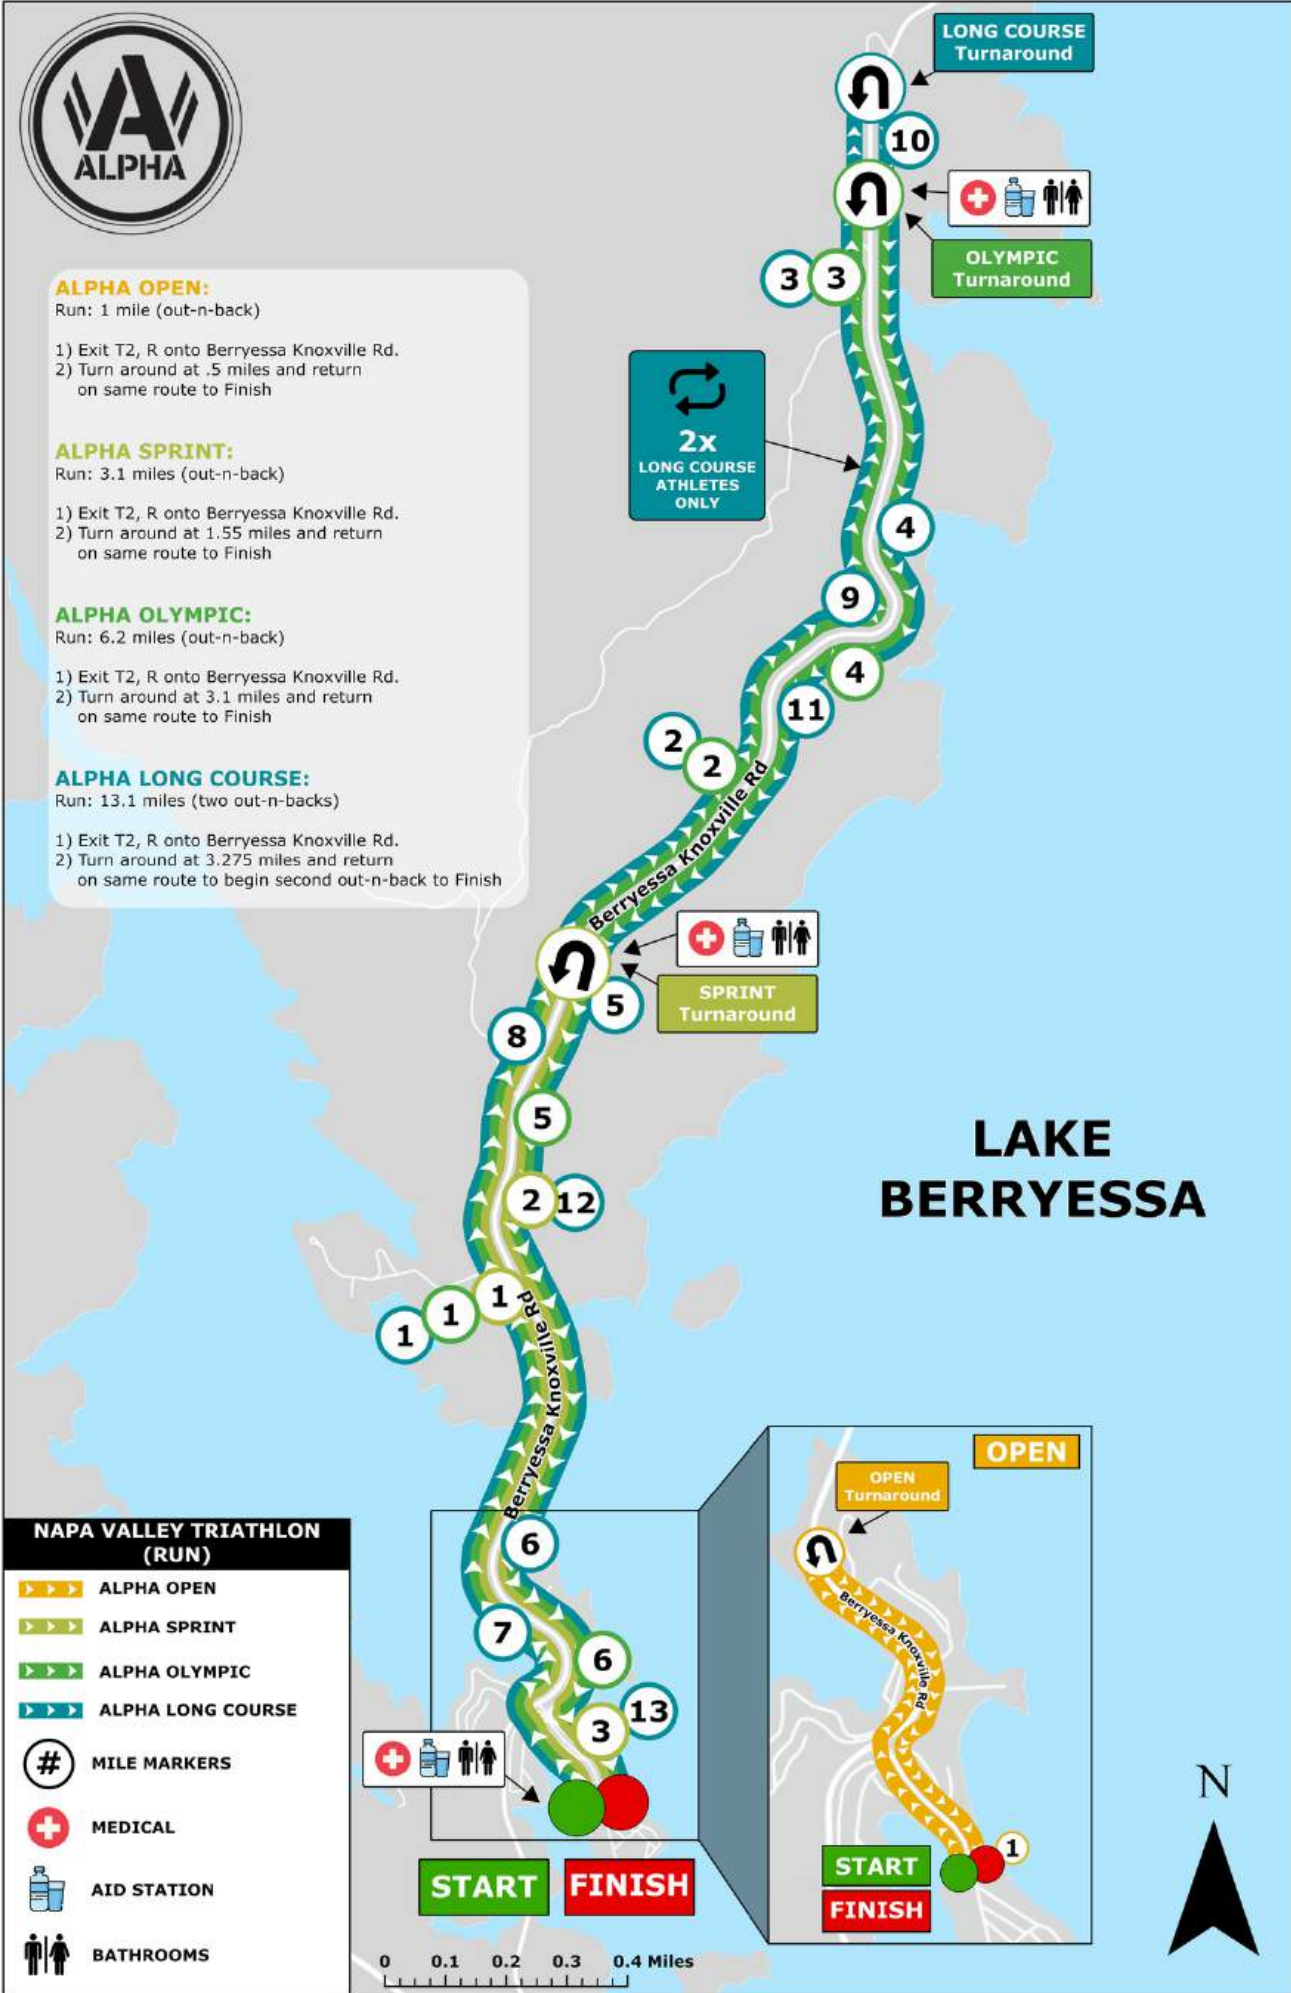 ALPHA
LONG COURSE
Turnaround
10
OLYMPIC
Turnaround
3
3
ALPHA OPEN:
Run: 1 mile (out-n-back)
1) Exit T2, R onto Berryessa Knoxville Rd.
2) Turn around at .5 miles and return
on same route to Finish
ALPHA SPRINT:
Run: 3.1 miles (out-n-back)
1) Exit T2, R onto Berryessa Knoxville Rd.
2) Turn around at 1.55 miles and return
on same route to Finish
ALPHA OLYMPIC:
Run: 6.2 miles (out-n-back)
1) Exit T2, R onto Berryessa Knoxville Rd.
2) Turn around at 3.1 miles and return
on same route to Finish
ALPHA LONG COURSE:
Run: 13.1 miles (two out-n-backs)
1) Exit T2, R onto Berryessa Knoxville Rd.
2) Turn around at 3.275 miles and return
on same route to begin second out-n-back to Finish
2x
LONG COURSE
ATHLETES
ONLY
4
9
4
11
2
2
Berryessa Knoxville Rd
SPRINT
Turnaround
5
8
5
2
12
LAKE
BERRYESSA
1
1
1
Berryessa Knoxville Rd
6
7
6
13
3
START
FINISH
OPEN
OPEN
Turnaround
Berryessa Knoxville Rd
1
START
FINISH
N
NAPA VALLEY TRIATHLON
(RUN)
ALPHA OPEN
ALPHA SPRINT
ALPHA OLYMPIC
ALPHA LONG COURSE
# MILE MARKERS
MEDICAL
AID STATION
BATHROOMS
0 0.1 0.2 0.3 0.4 Miles